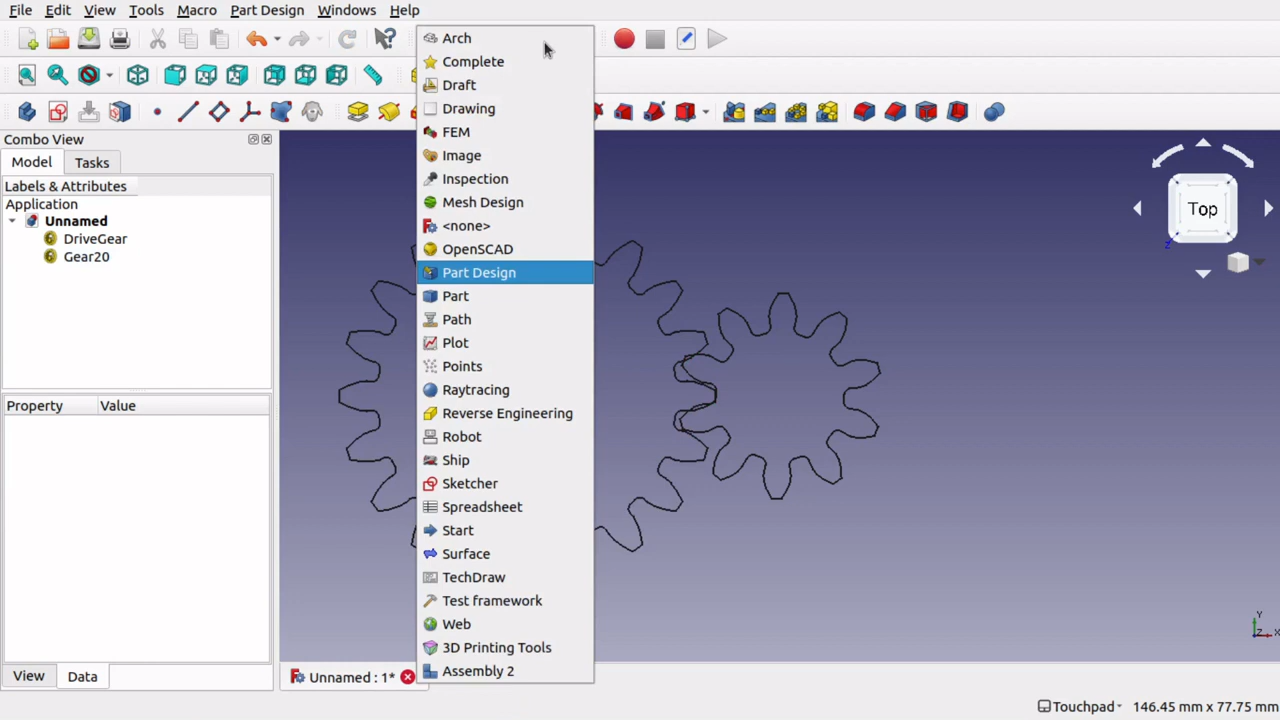 File Edit View Tools Macro Part Design Windows Help
Arch
Complete
Draft
Drawing
FEM
Image
Inspection
Mesh Design
<none>
OpenSCAD
Part Design
Part
Path
Plot
Points
Raytracing
Reverse Engineering
Robot
Ship
Sketcher
Spreadsheet
Start
Surface
TechDraw
Test framework
Web
3D Printing Tools
Assembly 2
Combo View
Model Tasks
Labels & Attributes
Application
Unnamed
DriveGear
Gear20
Property Value
View Data
Unnamed : 1*
Top
Z
Y
Z X
Touchpad 146.45 mm x 77.75 mm